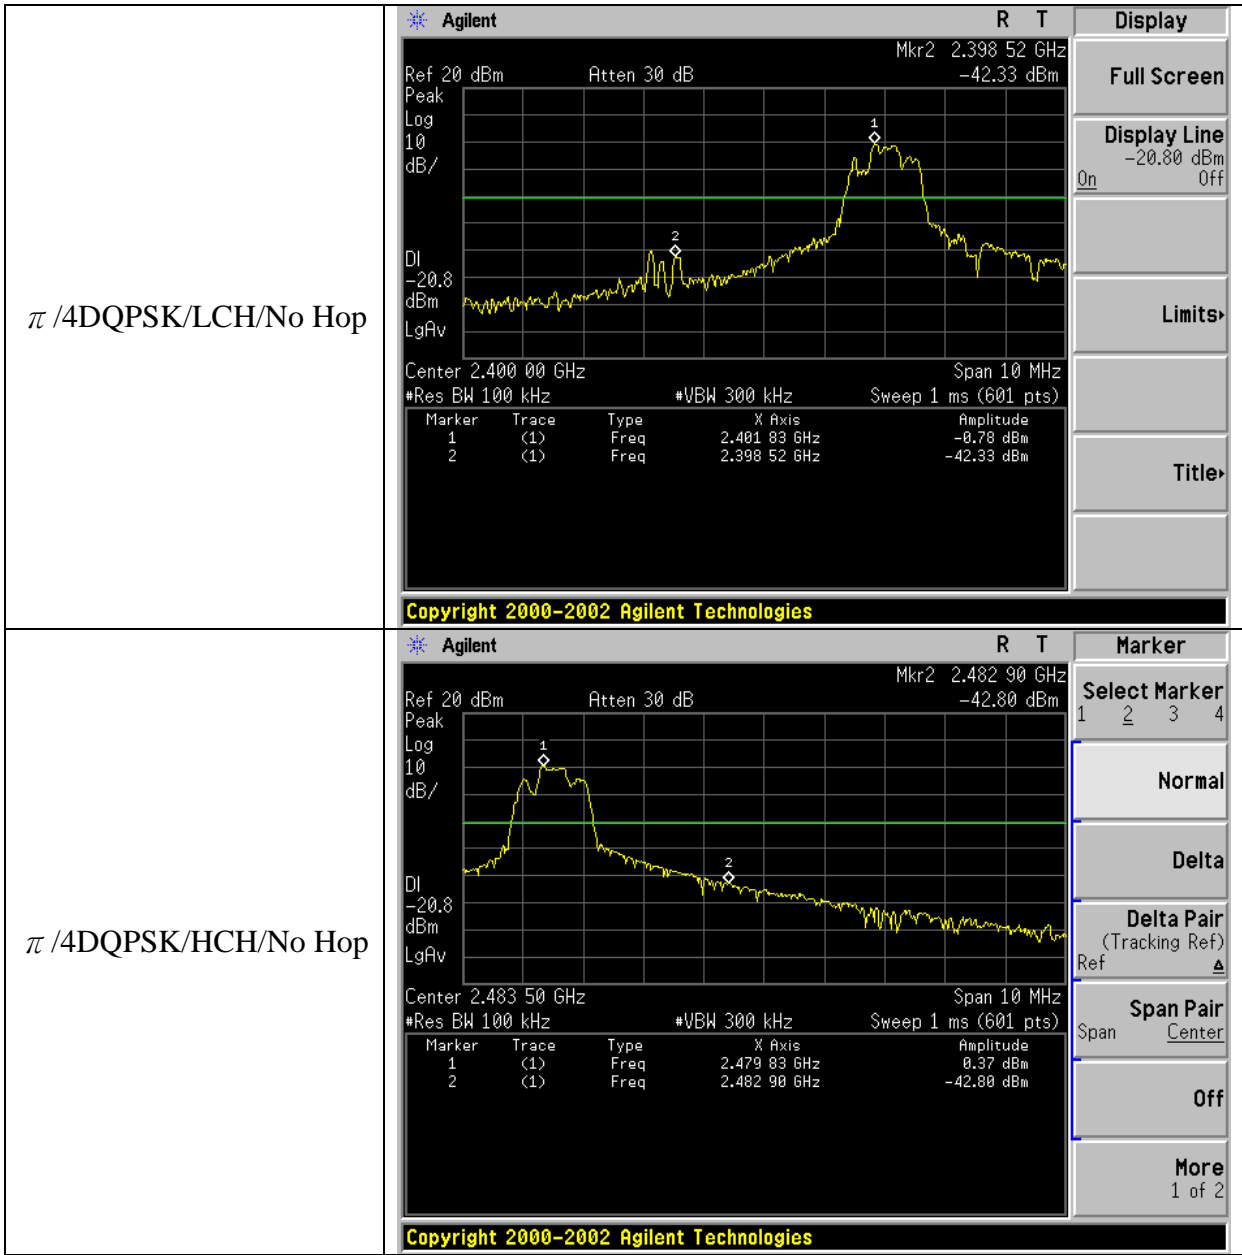 π/4DQPSK/LCH/No Hop
Agilent
R T
Mkr2 2.398 52 GHz
Ref 20 dBm Atten 30 dB -42.33 dBm
Peak
Log
10
dB/
1
2
DI
-20.8
dBm
LgAv
Center 2.400 00 GHz Span 10 MHz
#Res BW 100 kHz #VBW 300 kHz Sweep 1 ms (601 pts)
Marker Trace Type X Axis Amplitude
1 (1) Freq 2.401 83 GHz -0.78 dBm
2 (1) Freq 2.398 52 GHz -42.33 dBm
Copyright 2000-2002 Agilent Technologies
Display
Full Screen
Display Line
-20.80 dBm
On Off
Limits
Title
π/4DQPSK/HCH/No Hop
Agilent
R T
Mkr2 2.482 90 GHz
Ref 20 dBm Atten 30 dB -42.80 dBm
Peak
Log
10
dB/
1
2
DI
-20.8
dBm
LgAv
Center 2.483 50 GHz Span 10 MHz
#Res BW 100 kHz #VBW 300 kHz Sweep 1 ms (601 pts)
Marker Trace Type X Axis Amplitude
1 (1) Freq 2.479 83 GHz 0.37 dBm
2 (1) Freq 2.482 90 GHz -42.80 dBm
Copyright 2000-2002 Agilent Technologies
Marker
Select Marker
1 2 3 4
Normal
Delta
Delta Pair
(Tracking Ref)
Ref Δ
Span Pair
Span Center
Off
More
1 of 2